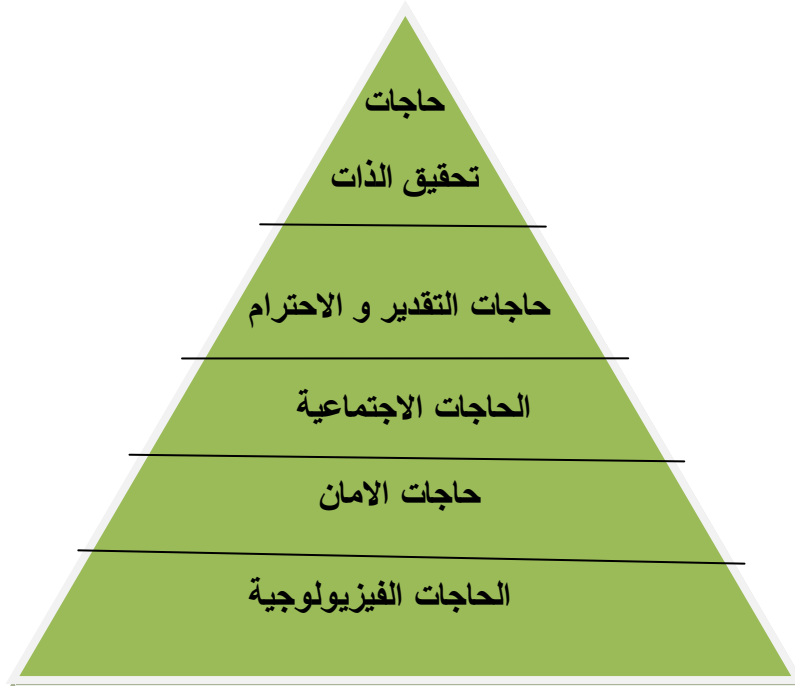 حاجات
تحقيق الذات
حاجات التقدير و الاحترام
الحاجات الاجتماعية
حاجات الامان
الحاجات الفيزيولوجية